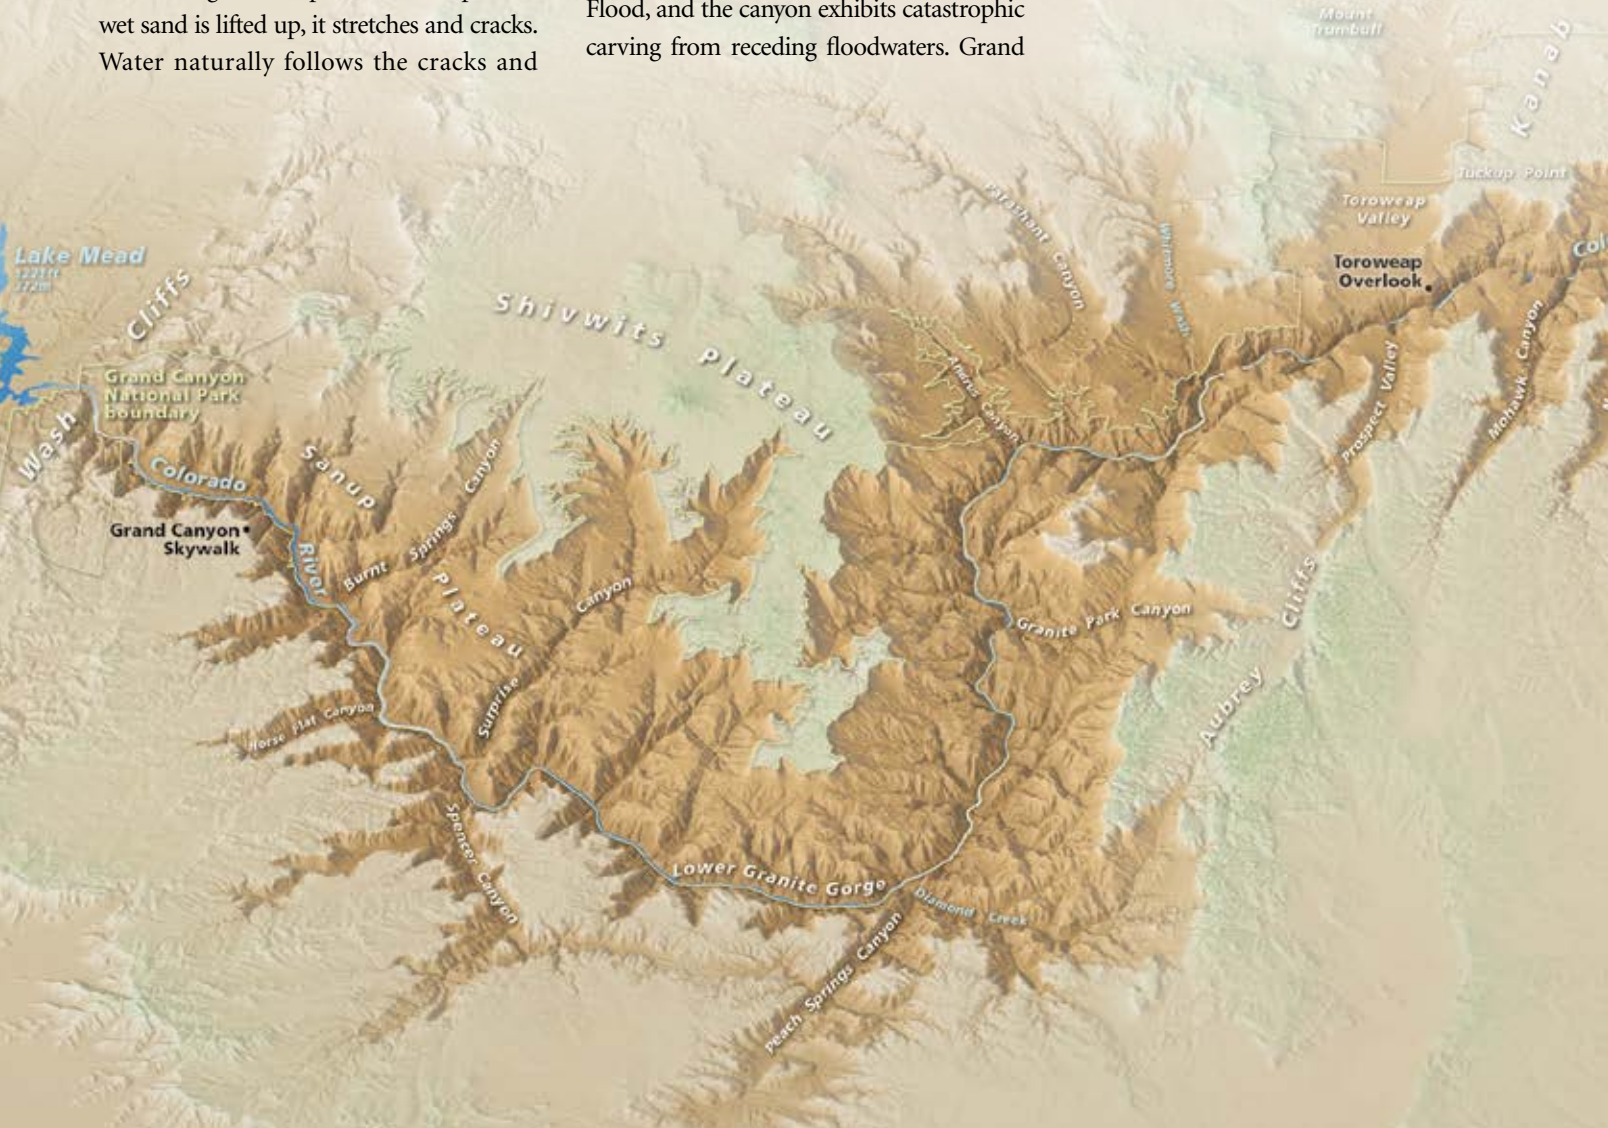 wet sand is lifted up, it stretches and cracks.
Water naturally follows the cracks and
Flood, and the canyon exhibits catastrophic
carving from receding floodwaters. Grand
Mount
Trumbull
Kanab
Tuckup Point
Toroweap
Valley
Toroweap
Overlook
Parashant Canyon
Whitmore Wash
Lake Mead
1221ft
372m
Wash Cliffs
Shivwits Plateau
Grand Canyon
National Park
boundary
Andrus Canyon
Prospect Valley
Mohawk Canyon
Colorado River
Sanup Plateau
Grand Canyon
Skywalk
Burnt Springs Canyon
Surprise Canyon
Granite Park Canyon
Aubrey Cliffs
Horse Flat Canyon
Spencer Canyon
Lower Granite Gorge
Diamond Creek
Peach Springs Canyon